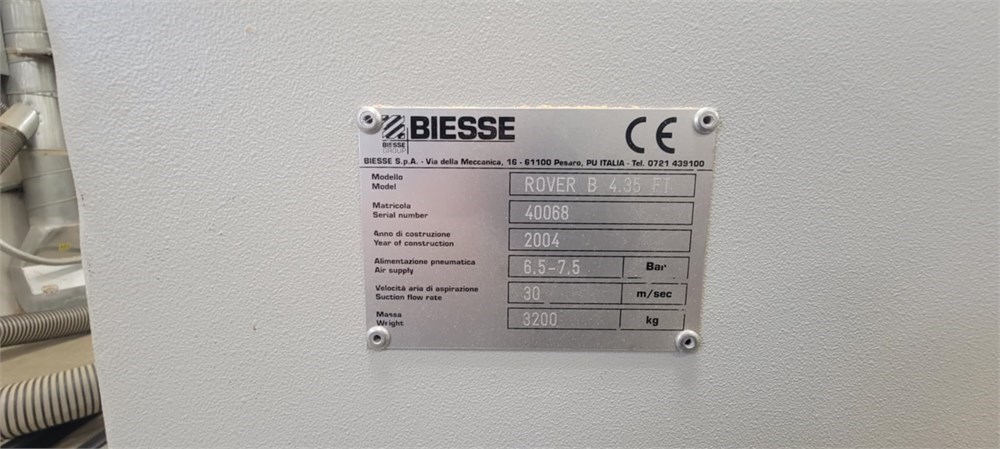 BIESSE
CE
BIESSE
GROUP
BIESSE S.p.A. - Via della Meccanica, 16 - 61100 Pesaro, PU ITALIA - Tel. 0721 439100
Modello
Model
ROVER B 4.35 FT
Matricola
Serial number
40068
Anno di costruzione
Year of construction
2004
Alimentazione pneumatica
Air supply
6,5-7,5
Bar
Velocità aria di aspirazione
Suction flow rate
30
m/sec
Massa
Wright
3200
kg